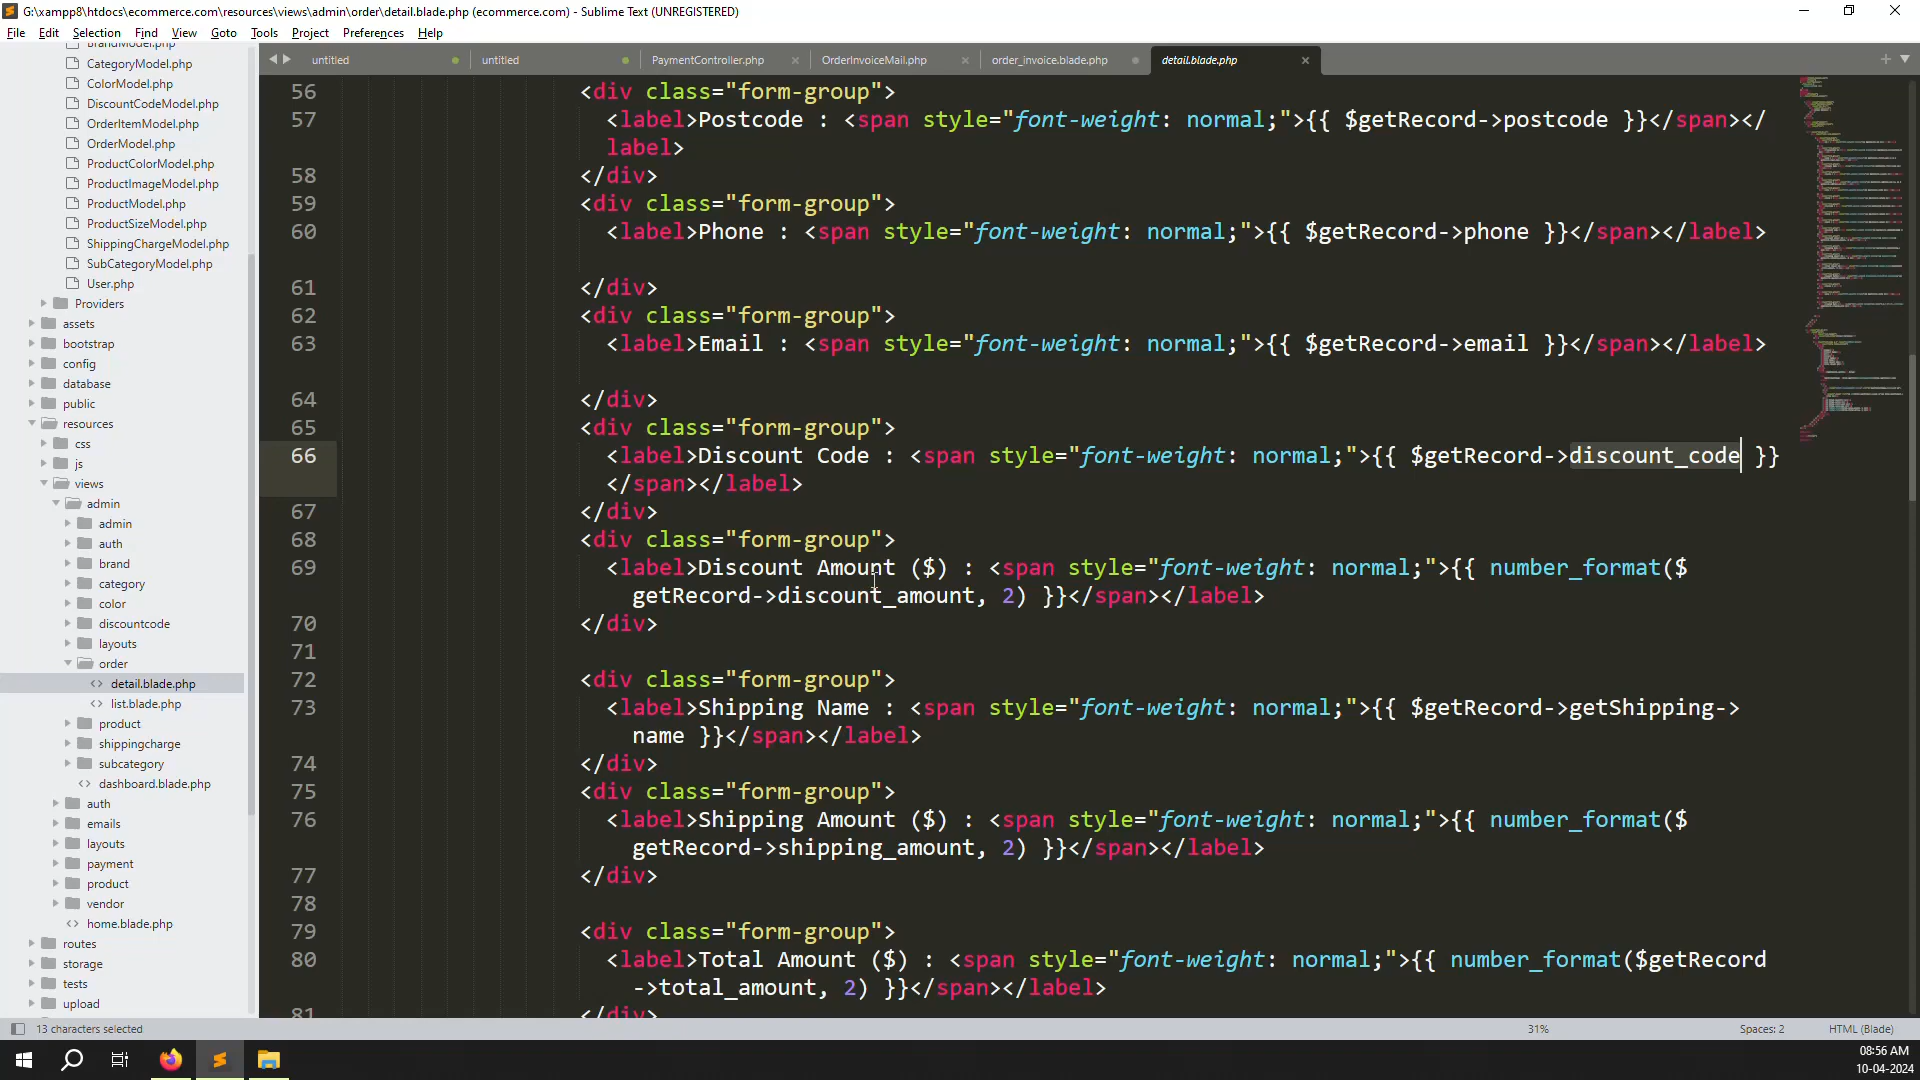 G:\xampp8\htdocs\ecommerce.com\resources\views\admin\order\detail.blade.php (ecommerce.com) - Sublime Text (UNREGISTERED)
File Edit Selection Find View Goto Tools Project Preferences Help
untitled untitled PaymentController.php OrderInvoiceMail.php order_invoice.blade.php detail.blade.php
BrandModel.php
CategoryModel.php
ColorModel.php
DiscountCodeModel.php
OrderItemModel.php
OrderModel.php
ProductColorModel.php
ProductImageModel.php
ProductModel.php
ProductSizeModel.php
ShippingChargeModel.php
SubCategoryModel.php
User.php
Providers
assets
bootstrap
config
database
public
resources
css
js
views
admin
admin
auth
brand
category
color
discountcode
layouts
order
detail.blade.php
list.blade.php
product
shippingcharge
subcategory
dashboard.blade.php
auth
emails
layouts
payment
product
vendor
home.blade.php
routes
storage
tests
upload
56 <div class="form-group">
57 <label>Postcode : <span style="font-weight: normal;">{{ $getRecord->postcode }}</span></
label>
58 </div>
59 <div class="form-group">
60 <label>Phone : <span style="font-weight: normal;">{{ $getRecord->phone }}</span></label>
61 </div>
62 <div class="form-group">
63 <label>Email : <span style="font-weight: normal;">{{ $getRecord->email }}</span></label>
64 </div>
65 <div class="form-group">
66 <label>Discount Code : <span style="font-weight: normal;">{{ $getRecord->discount_code }}
</span></label>
67 </div>
68 <div class="form-group">
69 <label>Discount Amount ($) : <span style="font-weight: normal;">{{ number_format($
getRecord->discount_amount, 2) }}</span></label>
70 </div>
71
72 <div class="form-group">
73 <label>Shipping Name : <span style="font-weight: normal;">{{ $getRecord->getShipping->
name }}</span></label>
74 </div>
75 <div class="form-group">
76 <label>Shipping Amount ($) : <span style="font-weight: normal;">{{ number_format($
getRecord->shipping_amount, 2) }}</span></label>
77 </div>
78
79 <div class="form-group">
80 <label>Total Amount ($) : <span style="font-weight: normal;">{{ number_format($getRecord
->total_amount, 2) }}</span></label>
81 </div>
13 characters selected 31% Spaces: 2 HTML (Blade)
08:56 AM
10-04-2024